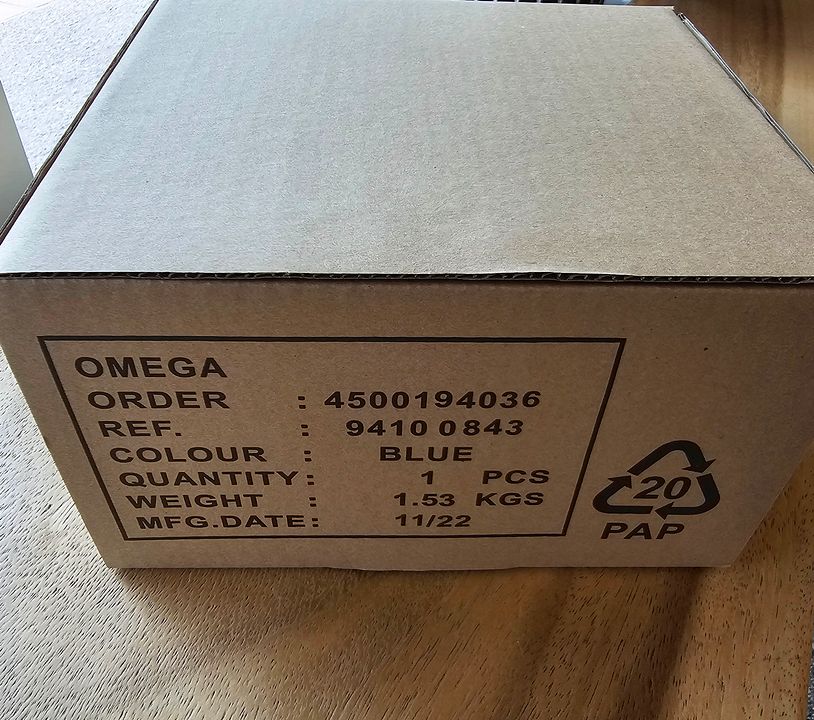 OMEGA
ORDER : 4500194036
REF. : 9410 0843
COLOUR : BLUE
QUANTITY : 1 PCS
WEIGHT : 1.53 KGS
MFG.DATE : 11/22
20
PAP